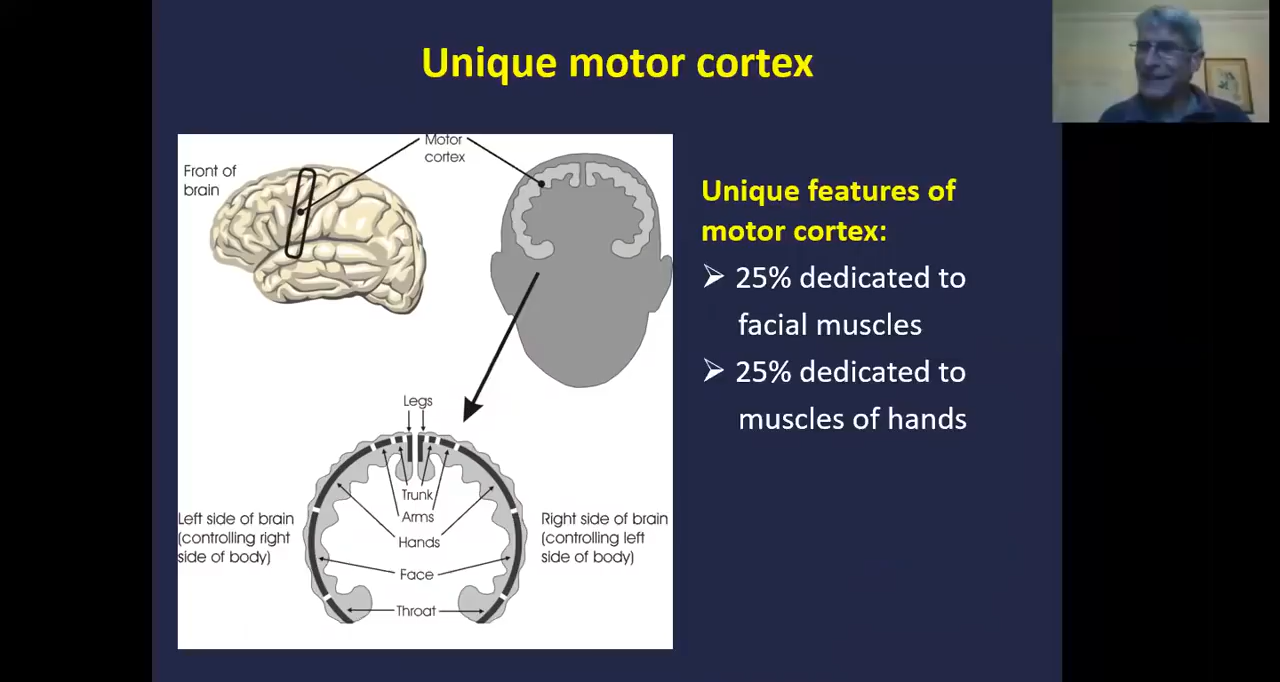 Unique motor cortex
Motor
cortex
Front of
brain
Unique features of
motor cortex:
➢ 25% dedicated to
facial muscles
➢ 25% dedicated to
muscles of hands
Legs
Trunk
Arms
Hands
Face
Throat
Left side of brain
(controlling right
side of body)
Right side of brain
(controlling left
side of body)